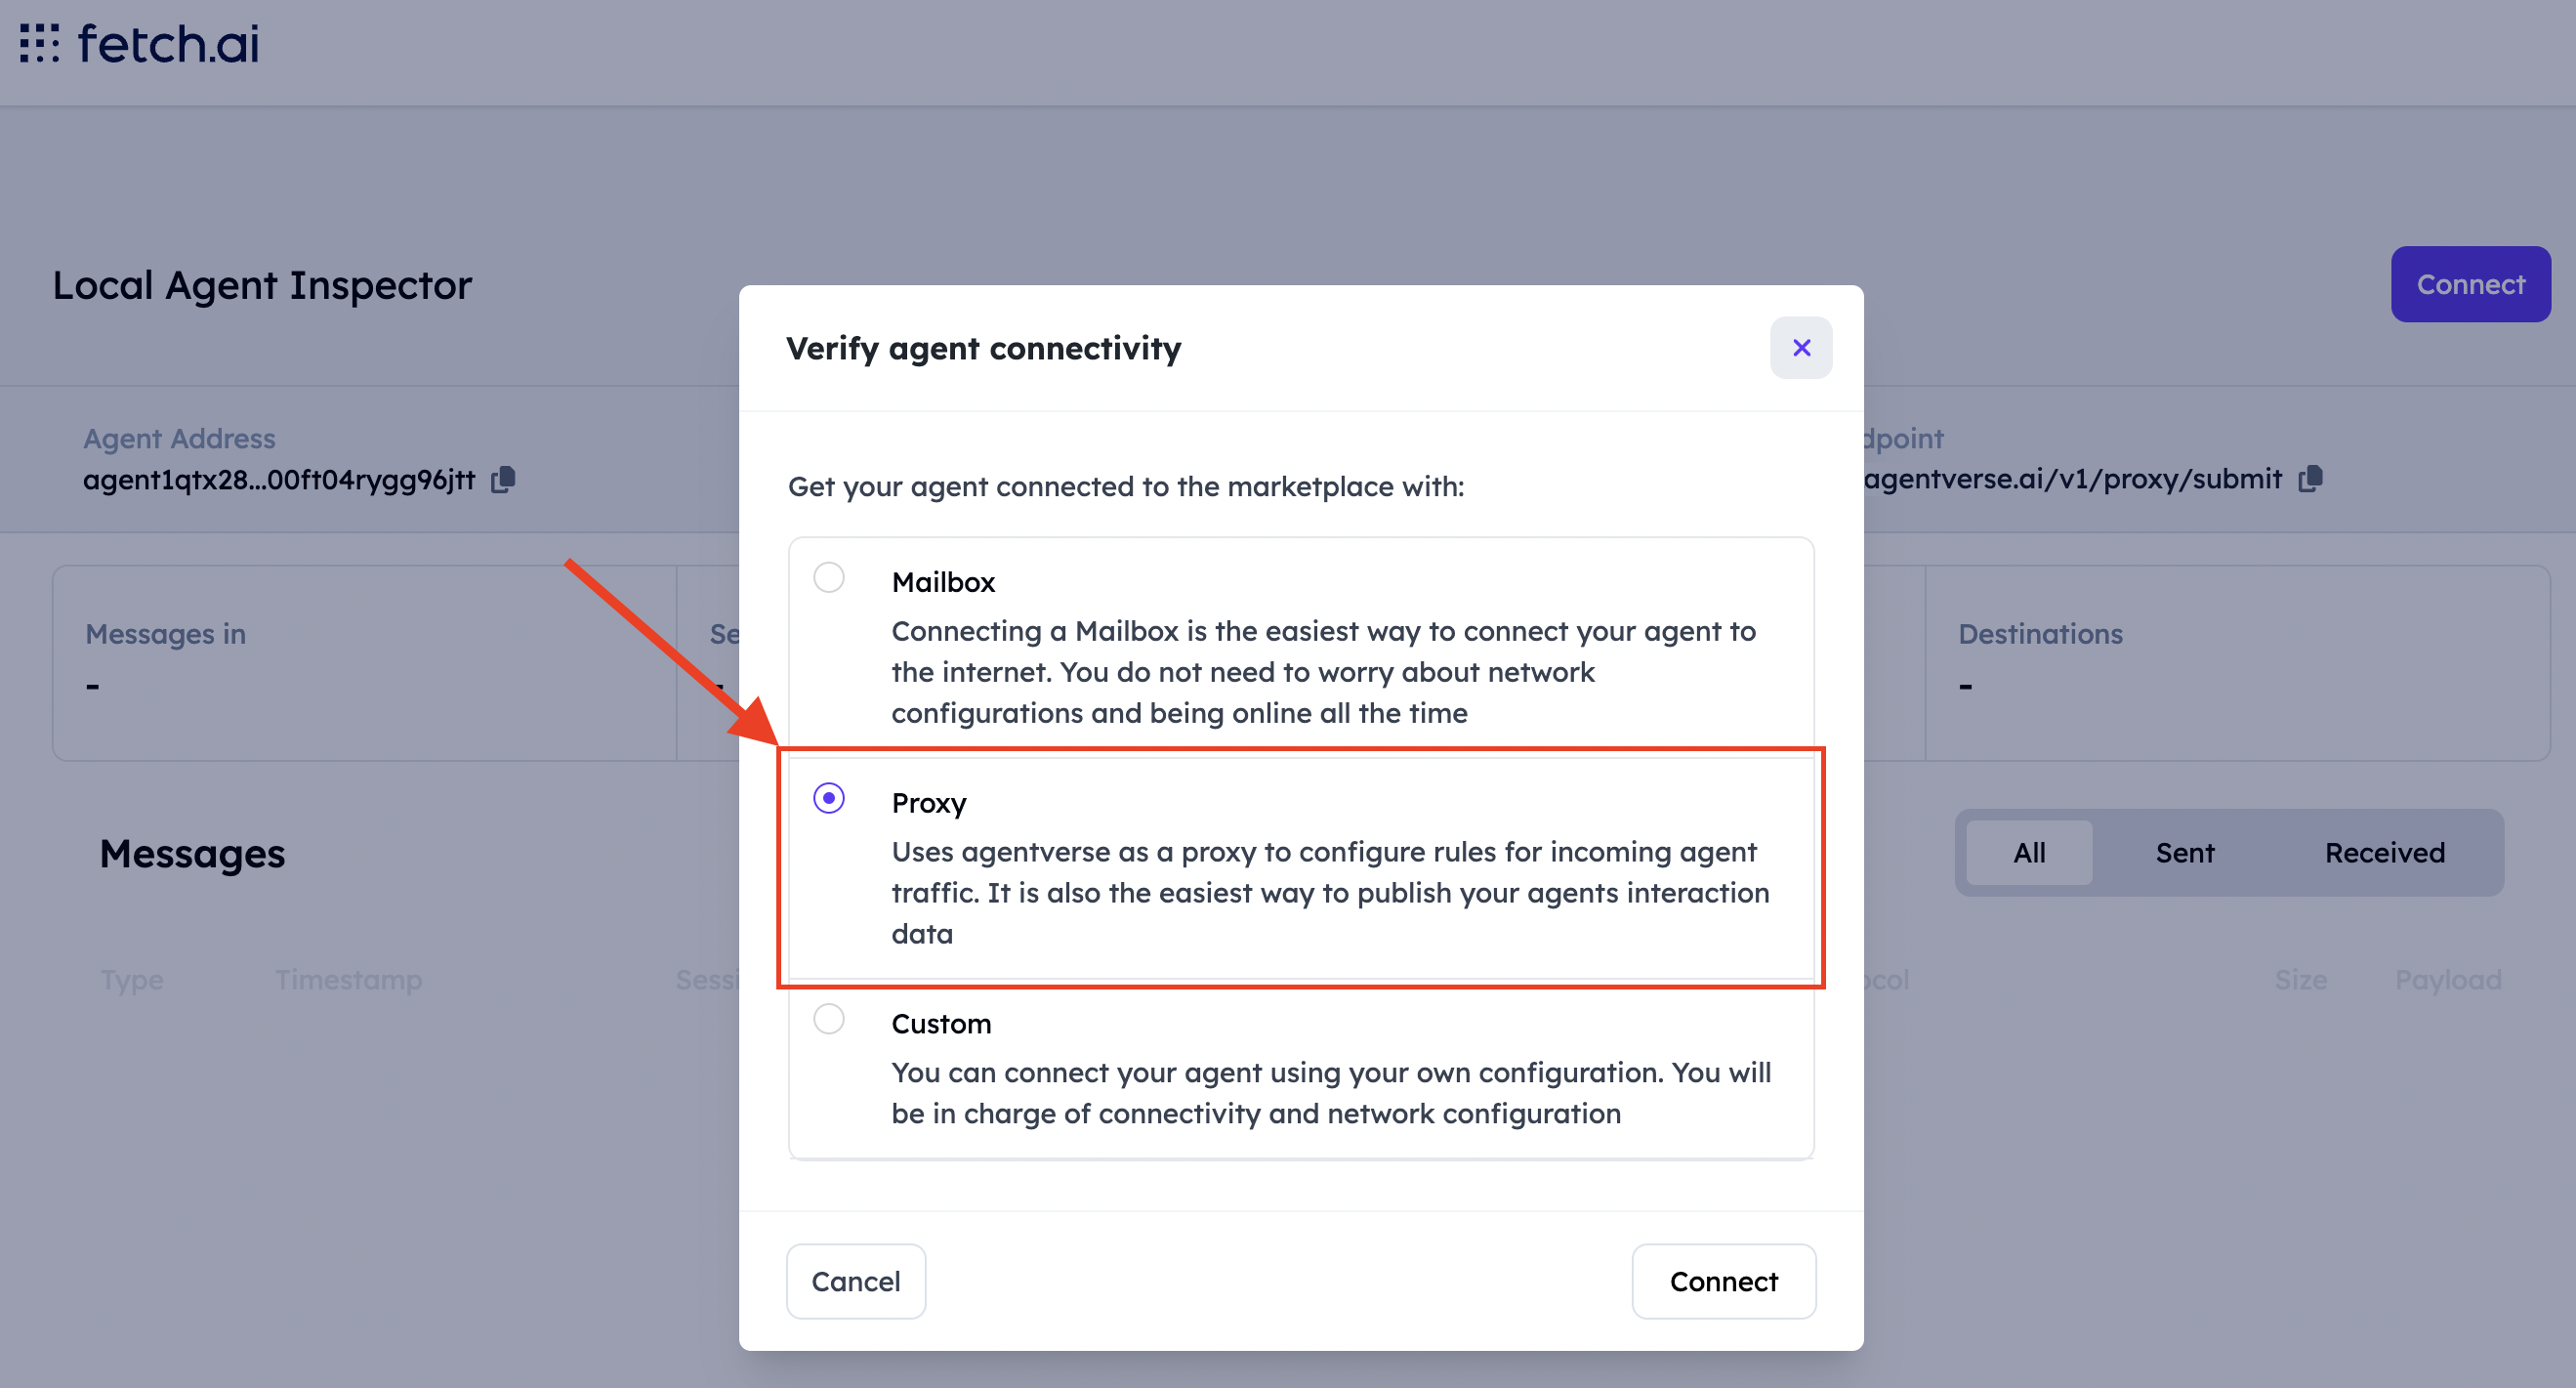 fetch.ai
Local Agent Inspector
Connect
Verify agent connectivity
Agent Address
agent1qtx28...00ft04rygg96jtt
dpoint
agentverse.ai/v1/proxy/submit
Get your agent connected to the marketplace with:
Mailbox
Connecting a Mailbox is the easiest way to connect your agent to
the internet. You do not need to worry about network
configurations and being online all the time
Messages in
-
Se
-
Destinations
-
Proxy
Uses agentverse as a proxy to configure rules for incoming agent
traffic. It is also the easiest way to publish your agents interaction
data
Messages
All
Sent
Received
Type
Timestamp
Sessi
ocol
Size
Payload
Custom
You can connect your agent using your own configuration. You will
be in charge of connectivity and network configuration
Cancel
Connect